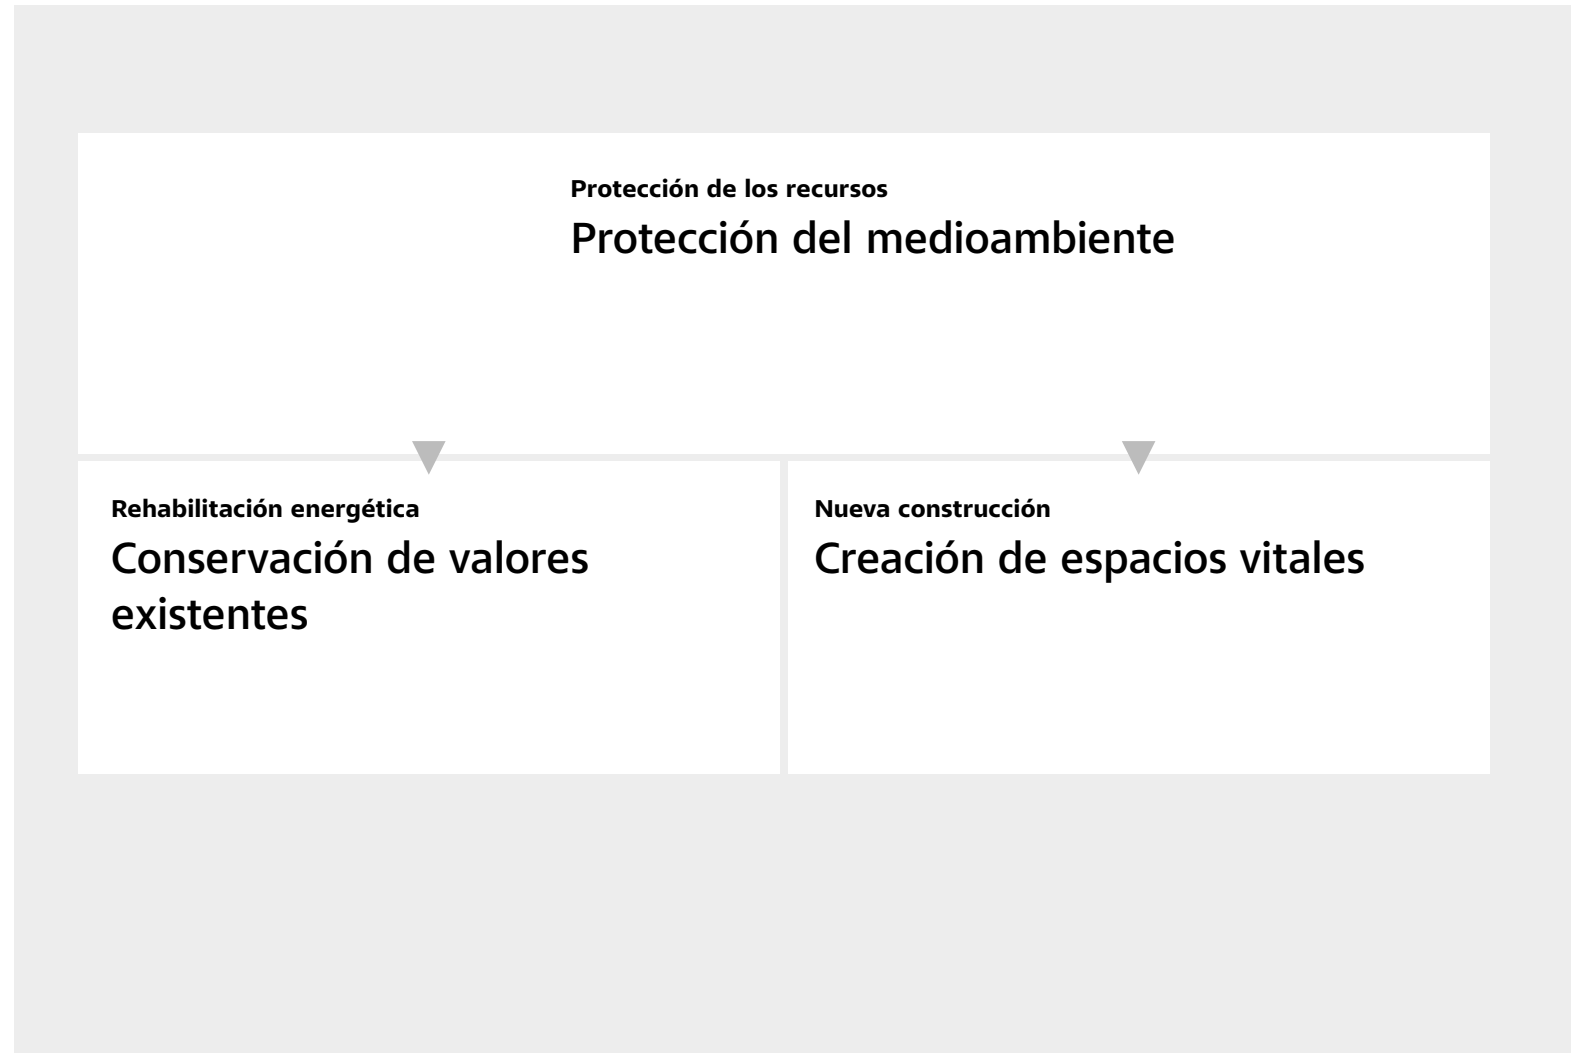 Protección de los recursos
Protección del medioambiente
Rehabilitación energética
Conservación de valores
existentes
Nueva construcción
Creación de espacios vitales